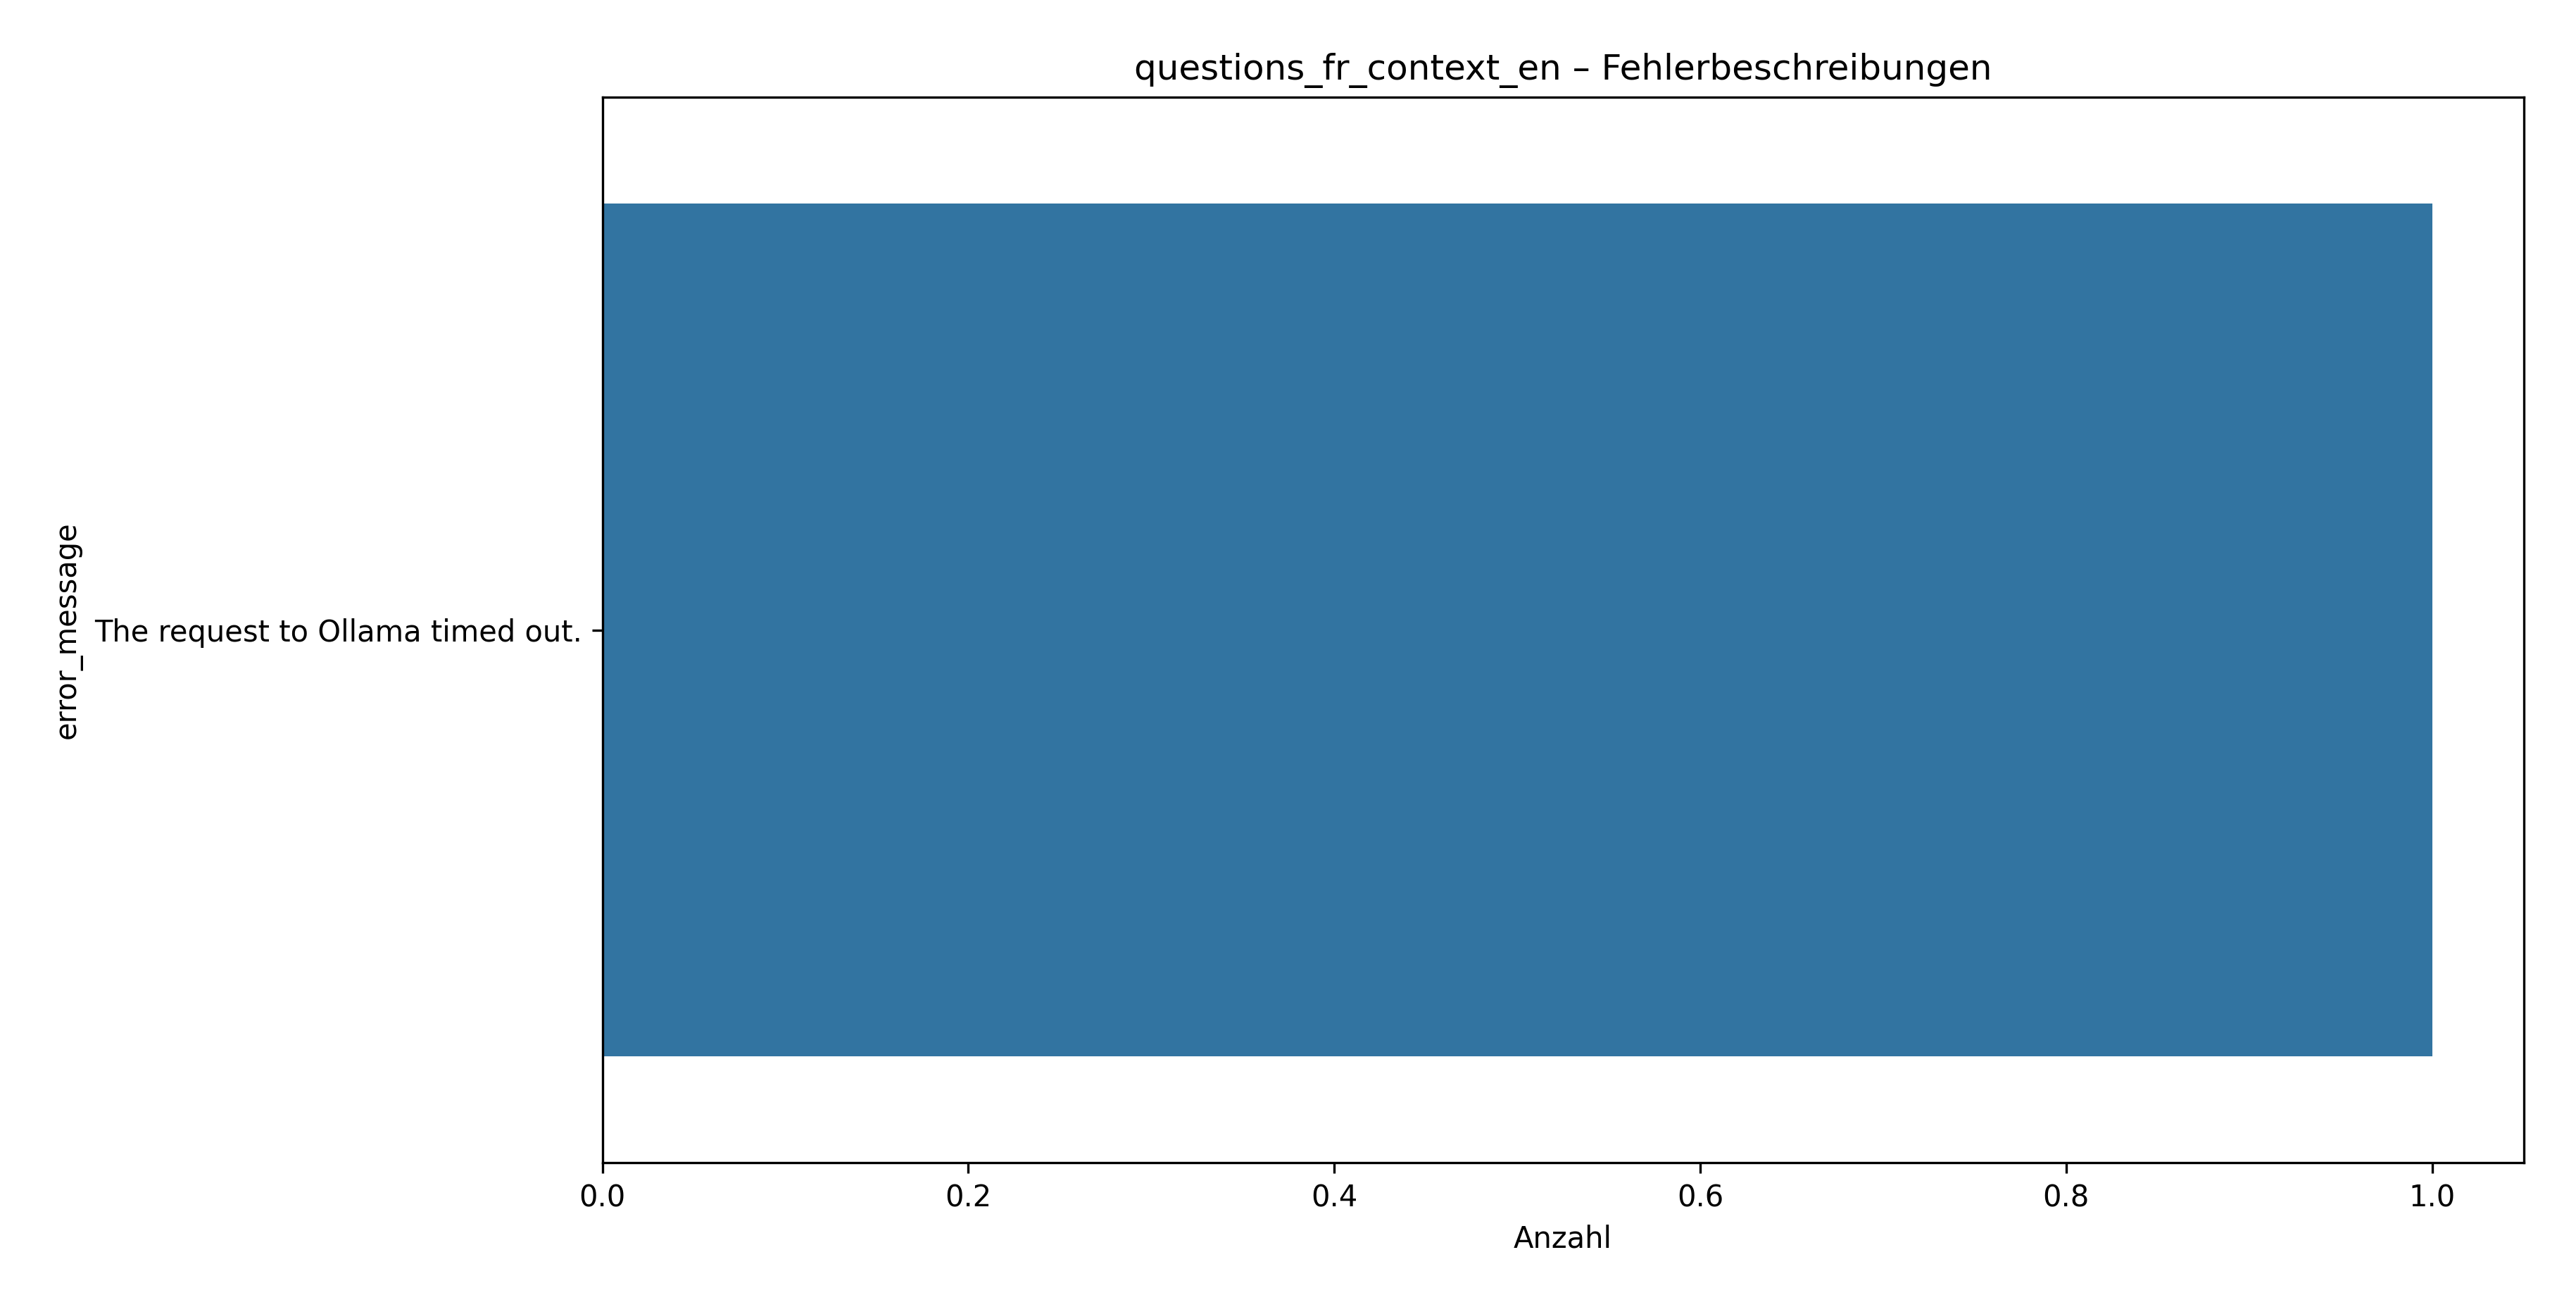 questions_fr_context_en – Fehlerbeschreibungen
error_message
The request to Ollama timed out.
0.0 0.2 0.4 0.6 0.8 1.0
Anzahl